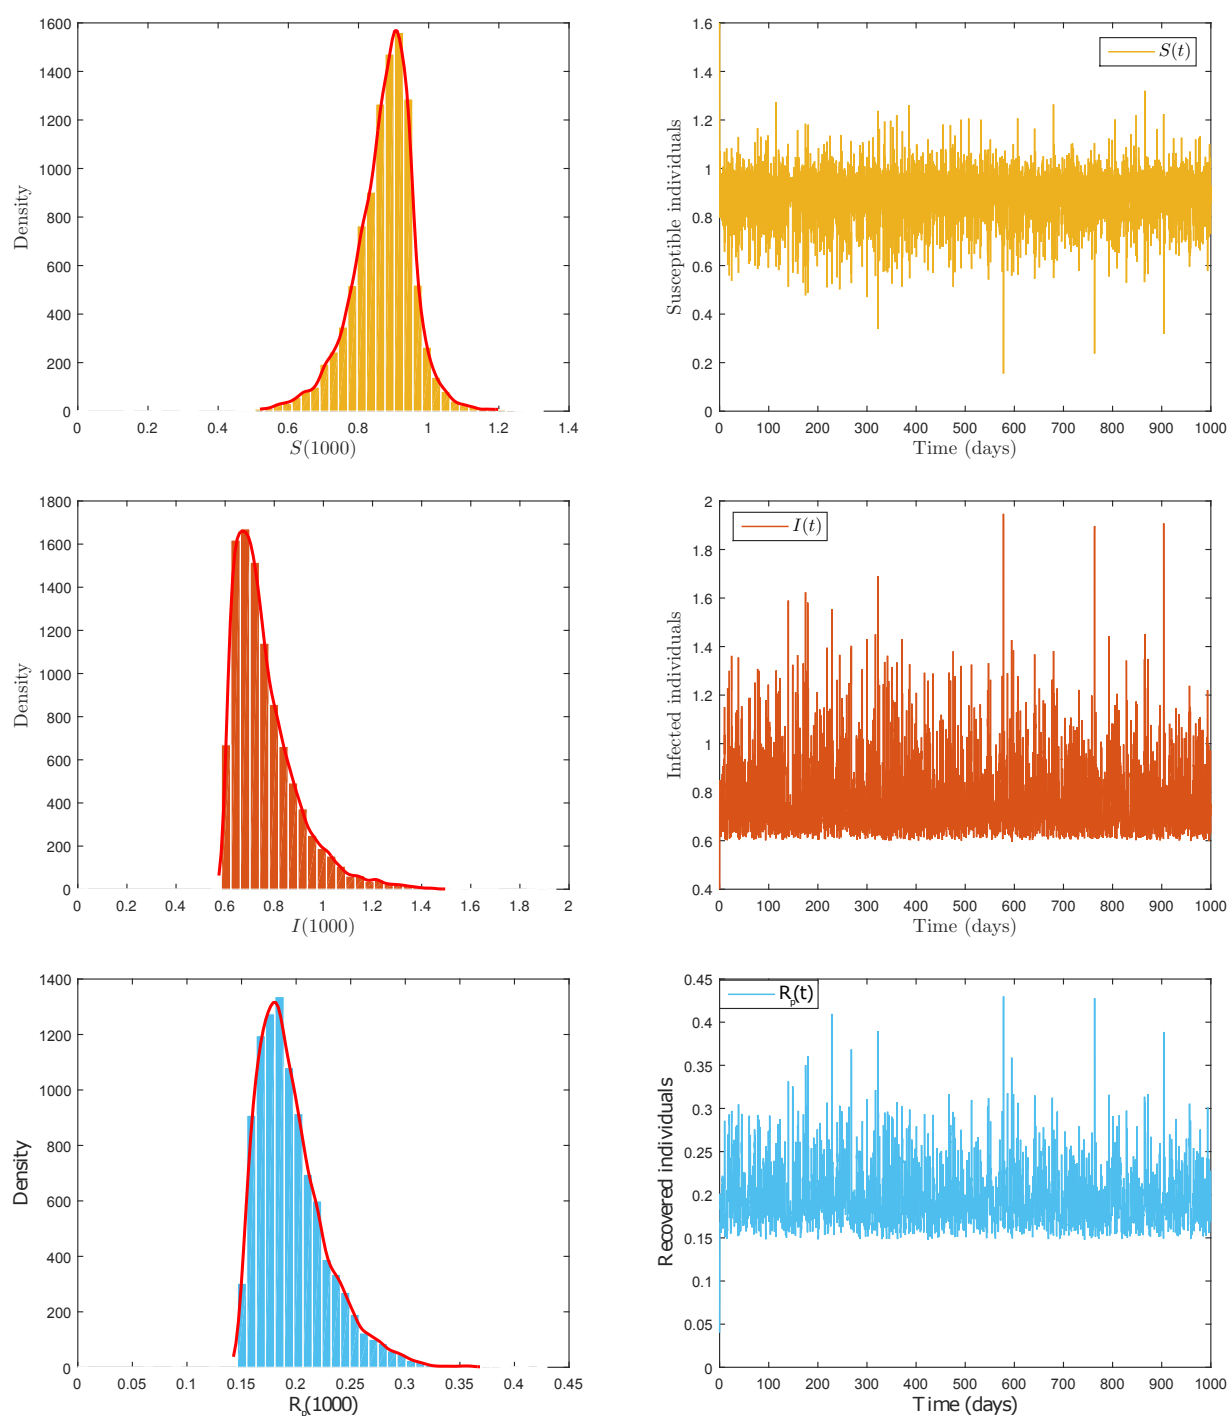 1600
1400
1200
1000
800
600
400
200
0
Density
0 0.2 0.4 0.6 0.8 1 1.2 1.4
S(1000)
1.6
1.4
1.2
1
0.8
0.6
0.4
0.2
0
Susceptible individuals
S(t)
0 100 200 300 400 500 600 700 800 900 1000
Time (days)
1800
1600
1400
1200
1000
800
600
400
200
0
Density
0 0.2 0.4 0.6 0.8 1 1.2 1.4 1.6 1.8 2
I(1000)
2
1.8
1.6
1.4
1.2
1
0.8
0.6
0.4
Infected individuals
I(t)
0 100 200 300 400 500 600 700 800 900 1000
Time (days)
1400
1200
1000
800
600
400
200
0
Density
0 0.05 0.1 0.15 0.2 0.25 0.3 0.35 0.4 0.45
Rp(1000)
0.45
0.4
0.35
0.3
0.25
0.2
0.15
0.1
0.05
0
Recovered individuals
Rp(t)
0 100 200 300 400 500 600 700 800 900 1000
Time (days)